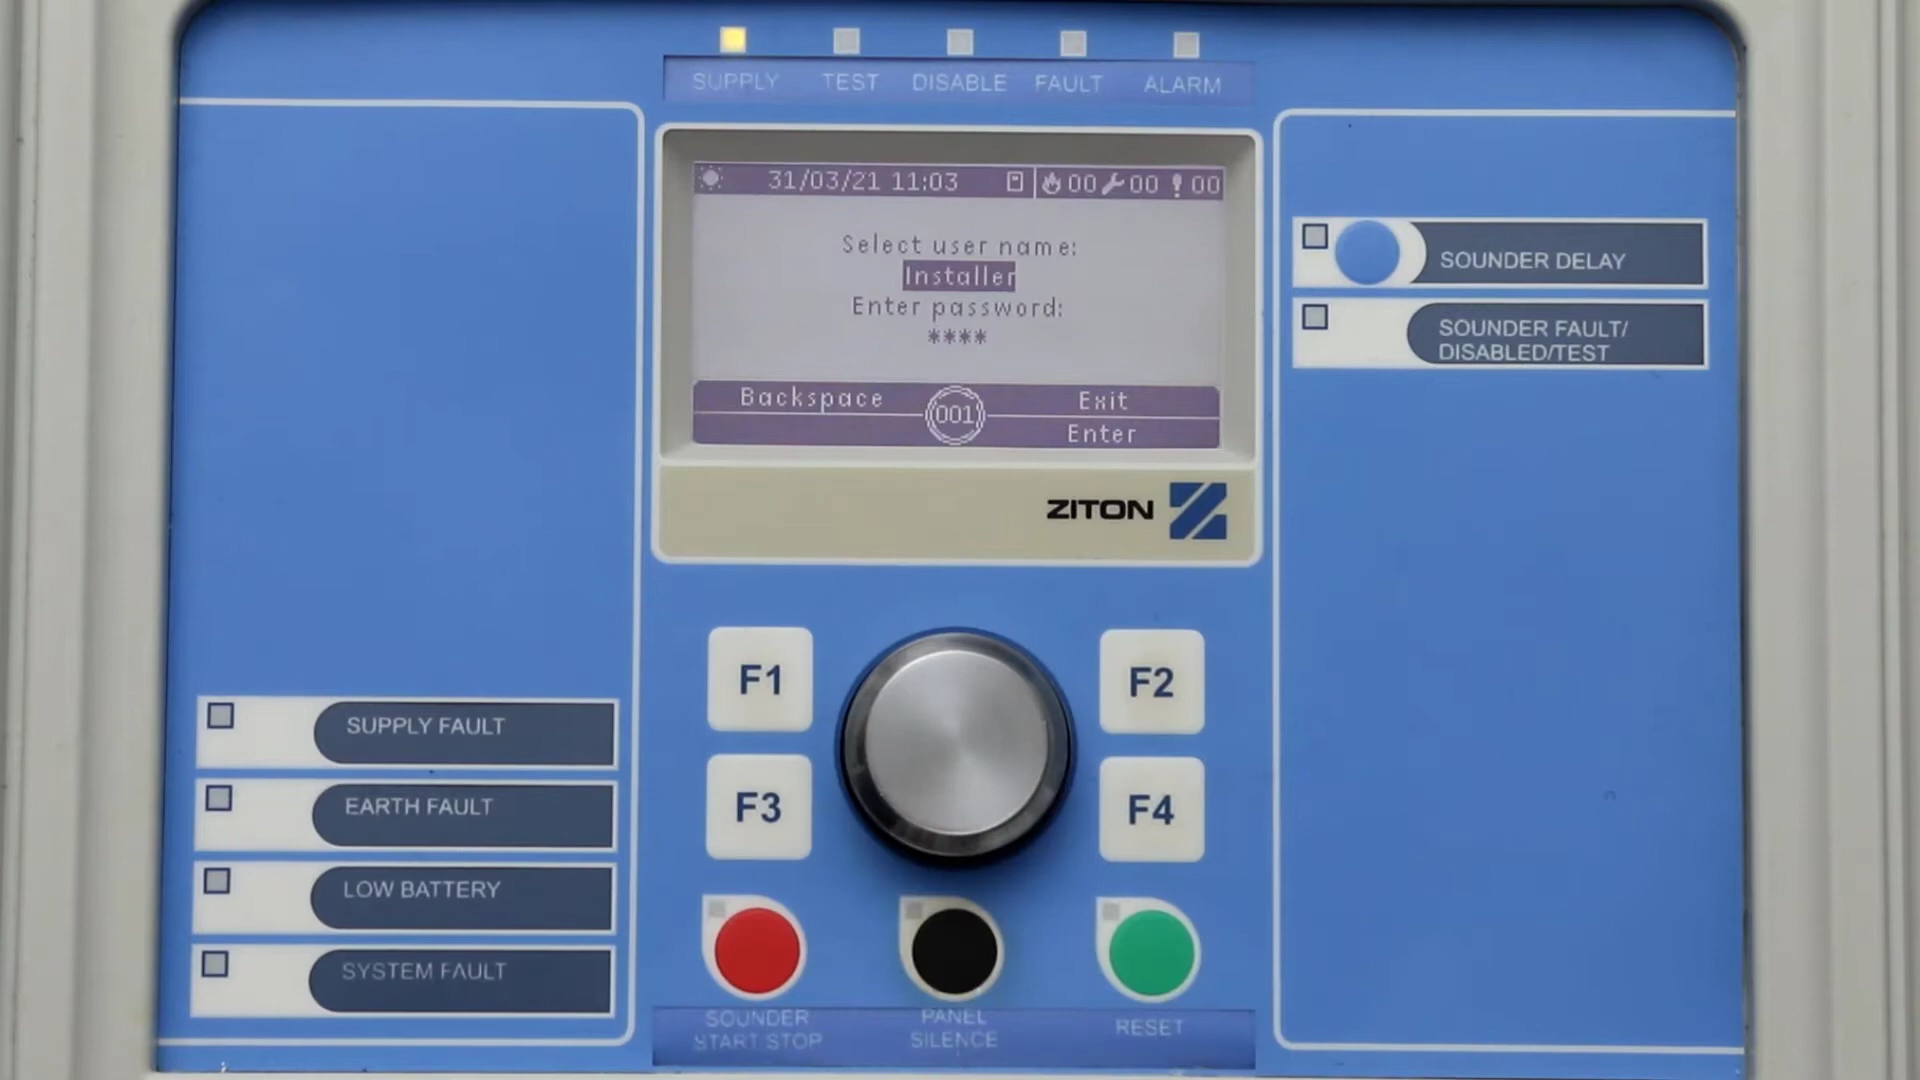 SUPPLY TEST DISABLE FAULT ALARM
31/03/21 11:03 00 00 00
Select user name:
Installer
Enter password:
****
Backspace Exit
001
Enter
ZITON
SOUNDER DELAY
SOUNDER FAULT/
DISABLED/TEST
F1 F2
F3 F4
SUPPLY FAULT
EARTH FAULT
LOW BATTERY
SYSTEM FAULT
SOUNDER
START STOP
PANEL
SILENCE
RESET